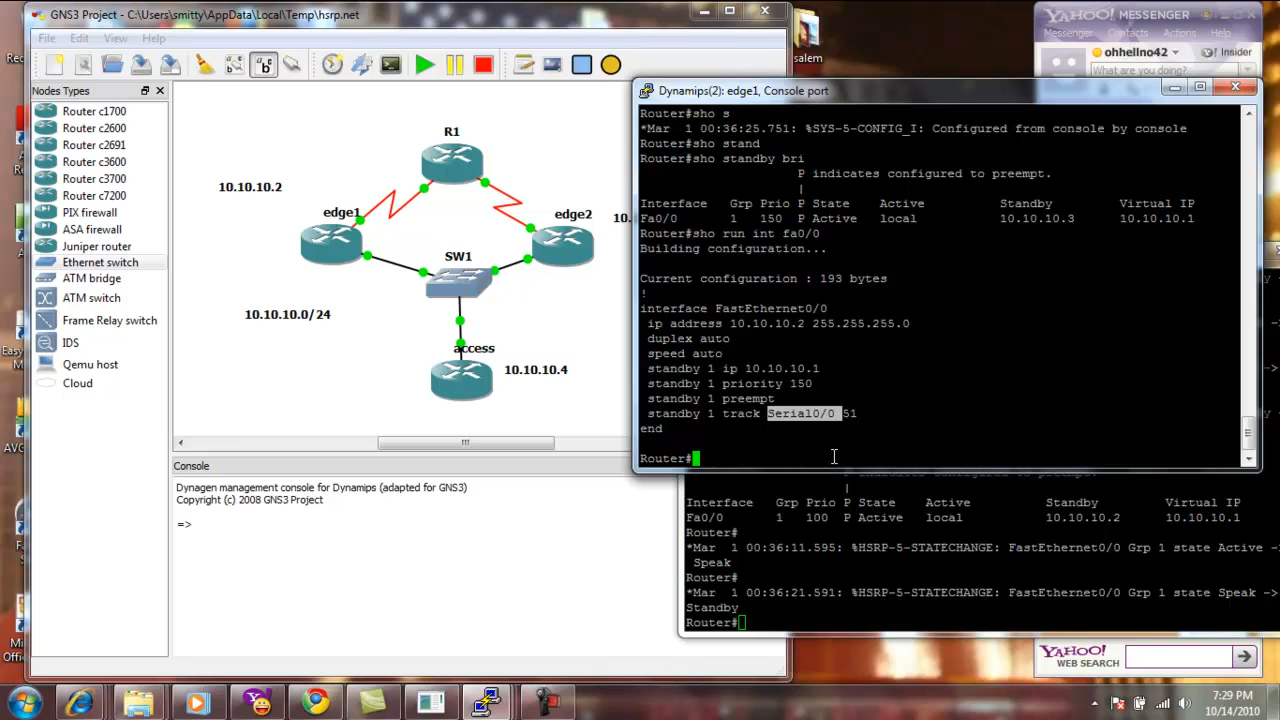 GNS3 Project - C:\Users\smitty\AppData\Local\Temp\hsrp.net
File Edit View Help
Nodes Types
Router c1700
Router c2600
Router c2691
Router c3600
Router c3700
Router c7200
PIX firewall
ASA firewall
Juniper router
Ethernet switch
ATM bridge
ATM switch
Frame Relay switch
IDS
Qemu host
Cloud
R1
10.10.10.2
edge1
edge2
10.
SW1
10.10.10.0/24
access
10.10.10.4
Console
Dynagen management console for Dynamips (adapted for GNS3)
Copyright (c) 2008 GNS3 Project
=>
salem
YAHOO! MESSENGER
Messenger Contacts Actions Help
ohhellno42
Y! Insider
What are you doing?
Dynamips(2): edge1, Console port
Router#sho s
*Mar 1 00:36:25.751: %SYS-5-CONFIG_I: Configured from console by console
Router#sho stand
Router#sho standby bri
P indicates configured to preempt.
|
Interface Grp Prio P State Active Standby Virtual IP
Fa0/0 1 150 P Active local 10.10.10.3 10.10.10.1
Router#sho run int fa0/0
Building configuration...
Current configuration : 193 bytes
!
interface FastEthernet0/0
ip address 10.10.10.2 255.255.255.0
duplex auto
speed auto
standby 1 ip 10.10.10.1
standby 1 priority 150
standby 1 preempt
standby 1 track Serial0/0 51
end
Router#
|
Interface Grp Prio P State Active Standby Virtual IP
Fa0/0 1 100 P Active local 10.10.10.2 10.10.10.1
Router#
*Mar 1 00:36:11.595: %HSRP-5-STATECHANGE: FastEthernet0/0 Grp 1 state Active -
Speak
Router#
*Mar 1 00:36:21.591: %HSRP-5-STATECHANGE: FastEthernet0/0 Grp 1 state Speak ->
Standby
Router#
YAHOO!
WEB SEARCH
7:29 PM
10/14/2010